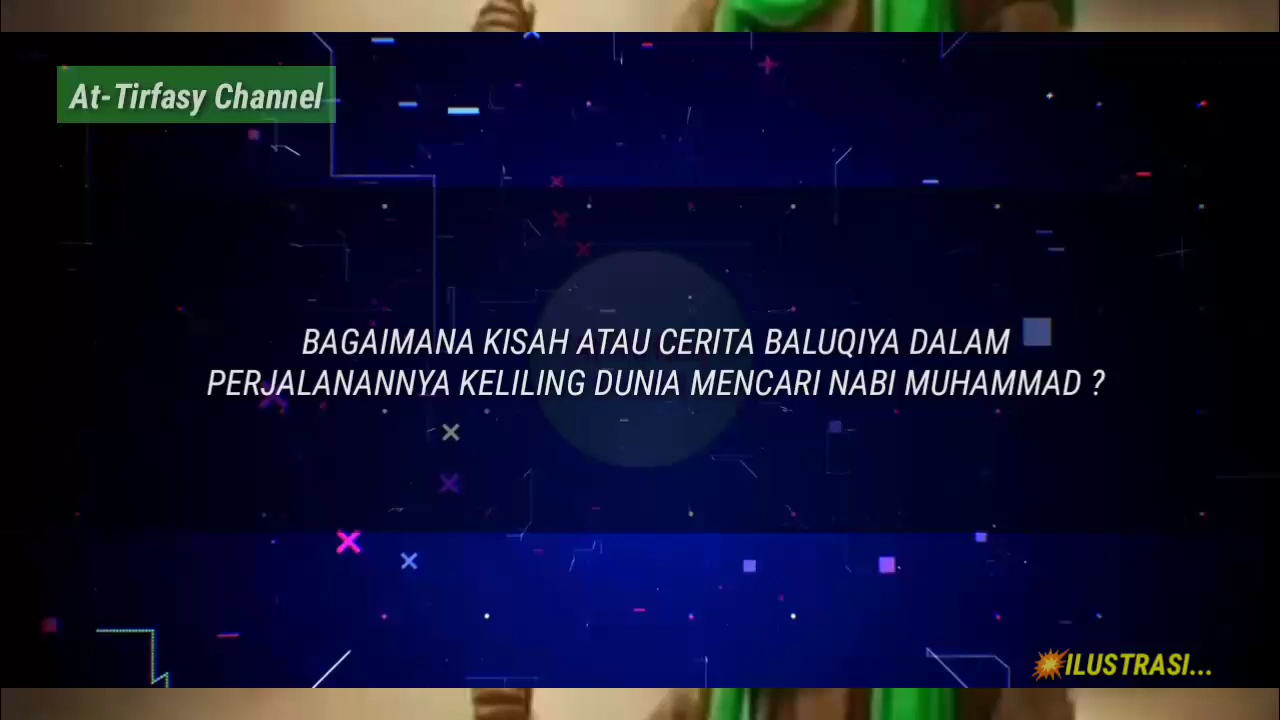 At-Tirfasy Channel
BAGAIMANA KISAH ATAU CERITA BALUQIYA DALAM
PERJALANANNYA KELILING DUNIA MENCARI NABI MUHAMMAD ?
ILUSTRASI...